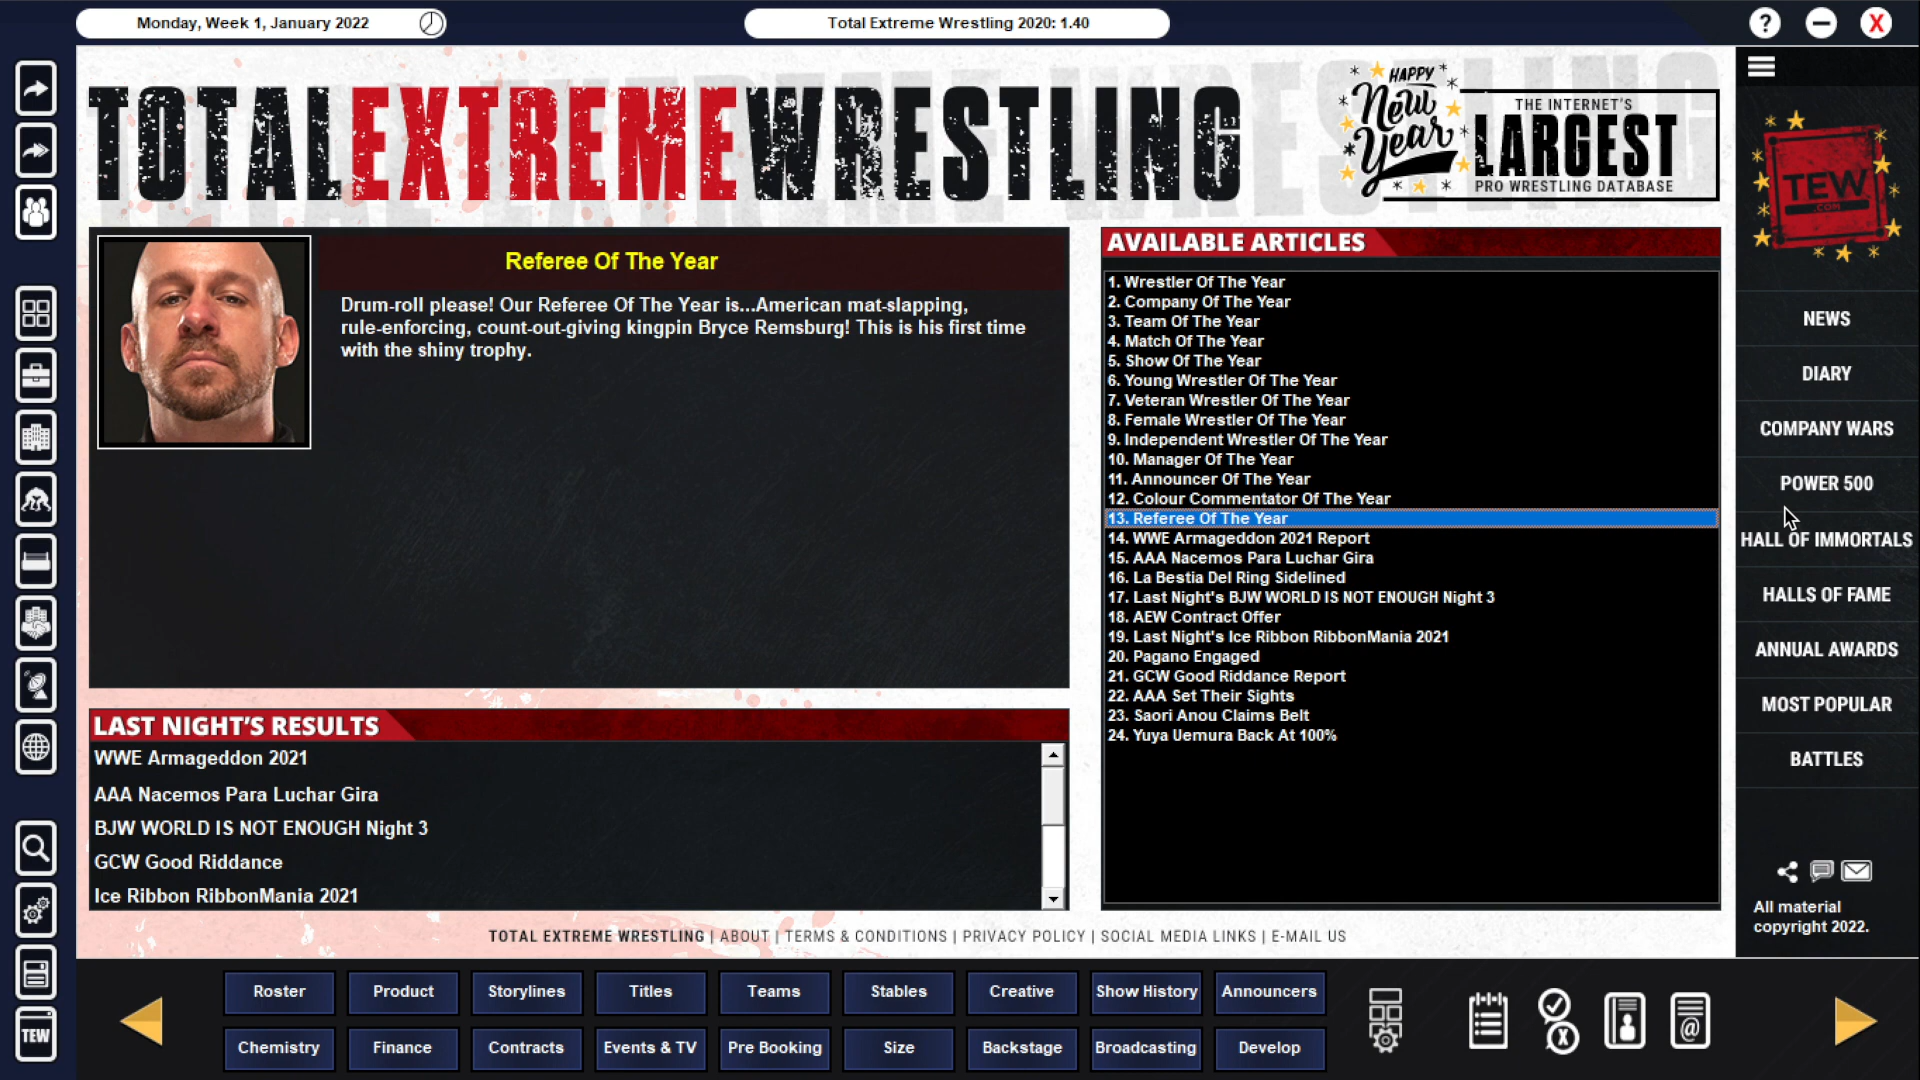 Monday, Week 1, January 2022
Total Extreme Wrestling 2020: 1.40
?
X
TOTALEXTREMEWRESTLING
HAPPY
New
Year
THE INTERNET'S
LARGEST
PRO WRESTLING DATABASE
TEW
.COM
Referee Of The Year
Drum-roll please! Our Referee Of The Year is...American mat-slapping,
rule-enforcing, count-out-giving kingpin Bryce Remsburg! This is his first time
with the shiny trophy.
LAST NIGHT'S RESULTS
WWE Armageddon 2021
AAA Nacemos Para Luchar Gira
BJW WORLD IS NOT ENOUGH Night 3
GCW Good Riddance
Ice Ribbon RibbonMania 2021
AVAILABLE ARTICLES
1. Wrestler Of The Year
2. Company Of The Year
3. Team Of The Year
4. Match Of The Year
5. Show Of The Year
6. Young Wrestler Of The Year
7. Veteran Wrestler Of The Year
8. Female Wrestler Of The Year
9. Independent Wrestler Of The Year
10. Manager Of The Year
11. Announcer Of The Year
12. Colour Commentator Of The Year
13. Referee Of The Year
14. WWE Armageddon 2021 Report
15. AAA Nacemos Para Luchar Gira
16. La Bestia Del Ring Sidelined
17. Last Night's BJW WORLD IS NOT ENOUGH Night 3
18. AEW Contract Offer
19. Last Night's Ice Ribbon RibbonMania 2021
20. Pagano Engaged
21. GCW Good Riddance Report
22. AAA Set Their Sights
23. Saori Anou Claims Belt
24. Yuya Uemura Back At 100%
NEWS
DIARY
COMPANY WARS
POWER 500
HALL OF IMMORTALS
HALLS OF FAME
ANNUAL AWARDS
MOST POPULAR
BATTLES
All material
copyright 2022.
TOTAL EXTREME WRESTLING | ABOUT | TERMS & CONDITIONS | PRIVACY POLICY | SOCIAL MEDIA LINKS | E-MAIL US
TEW
Roster Product Storylines Titles Teams Stables Creative Show History Announcers
Chemistry Finance Contracts Events & TV Pre Booking Size Backstage Broadcasting Develop